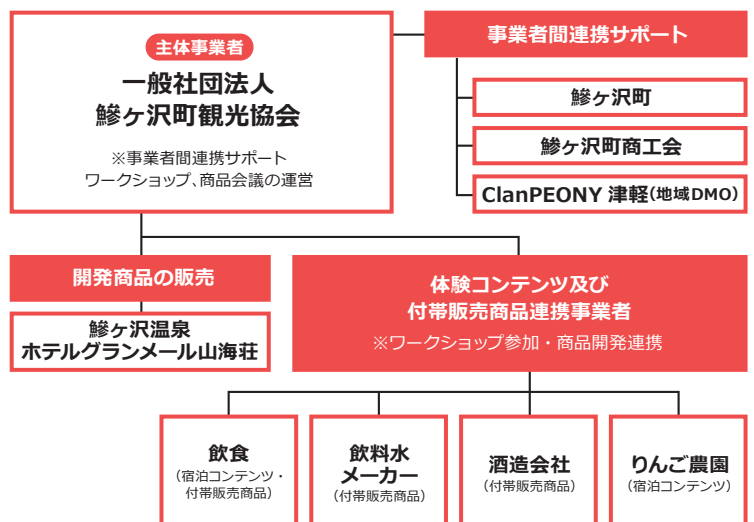 主体事業者
一般社団法人
鰺ヶ沢町観光協会
※事業者間連携サポート
ワークショップ、商品会議の運営
事業者間連携サポート
鰺ヶ沢町
鰺ヶ沢町商工会
ClanPEONY 津軽(地域DMO)
開発商品の販売
鰺ヶ沢温泉
ホテルグランメール山海荘
体験コンテンツ及び
付帯販売商品連携事業者
※ワークショップ参加・商品開発連携
飲食
(宿泊コンテンツ・
付帯販売商品)
飲料水
メーカー
(付帯販売商品)
酒造会社
(付帯販売商品)
りんご農園
(宿泊コンテンツ)